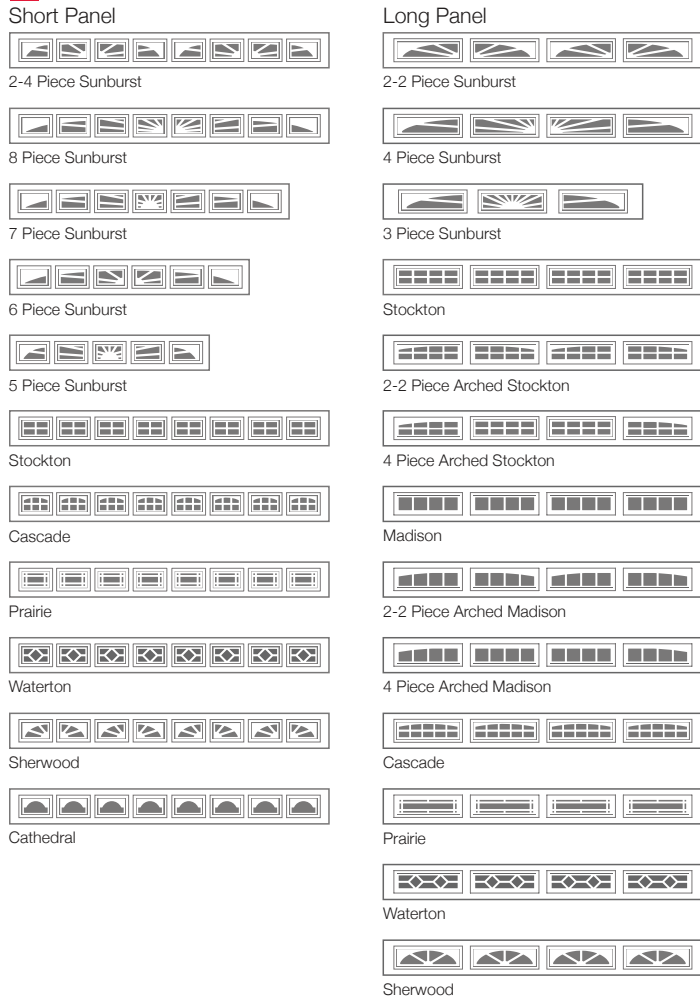 Short Panel
2-4 Piece Sunburst
8 Piece Sunburst
7 Piece Sunburst
6 Piece Sunburst
5 Piece Sunburst
Stockton
Cascade
Prairie
Waterton
Sherwood
Cathedral
Long Panel
2-2 Piece Sunburst
4 Piece Sunburst
3 Piece Sunburst
Stockton
2-2 Piece Arched Stockton
4 Piece Arched Stockton
Madison
2-2 Piece Arched Madison
4 Piece Arched Madison
Cascade
Prairie
Waterton
Sherwood